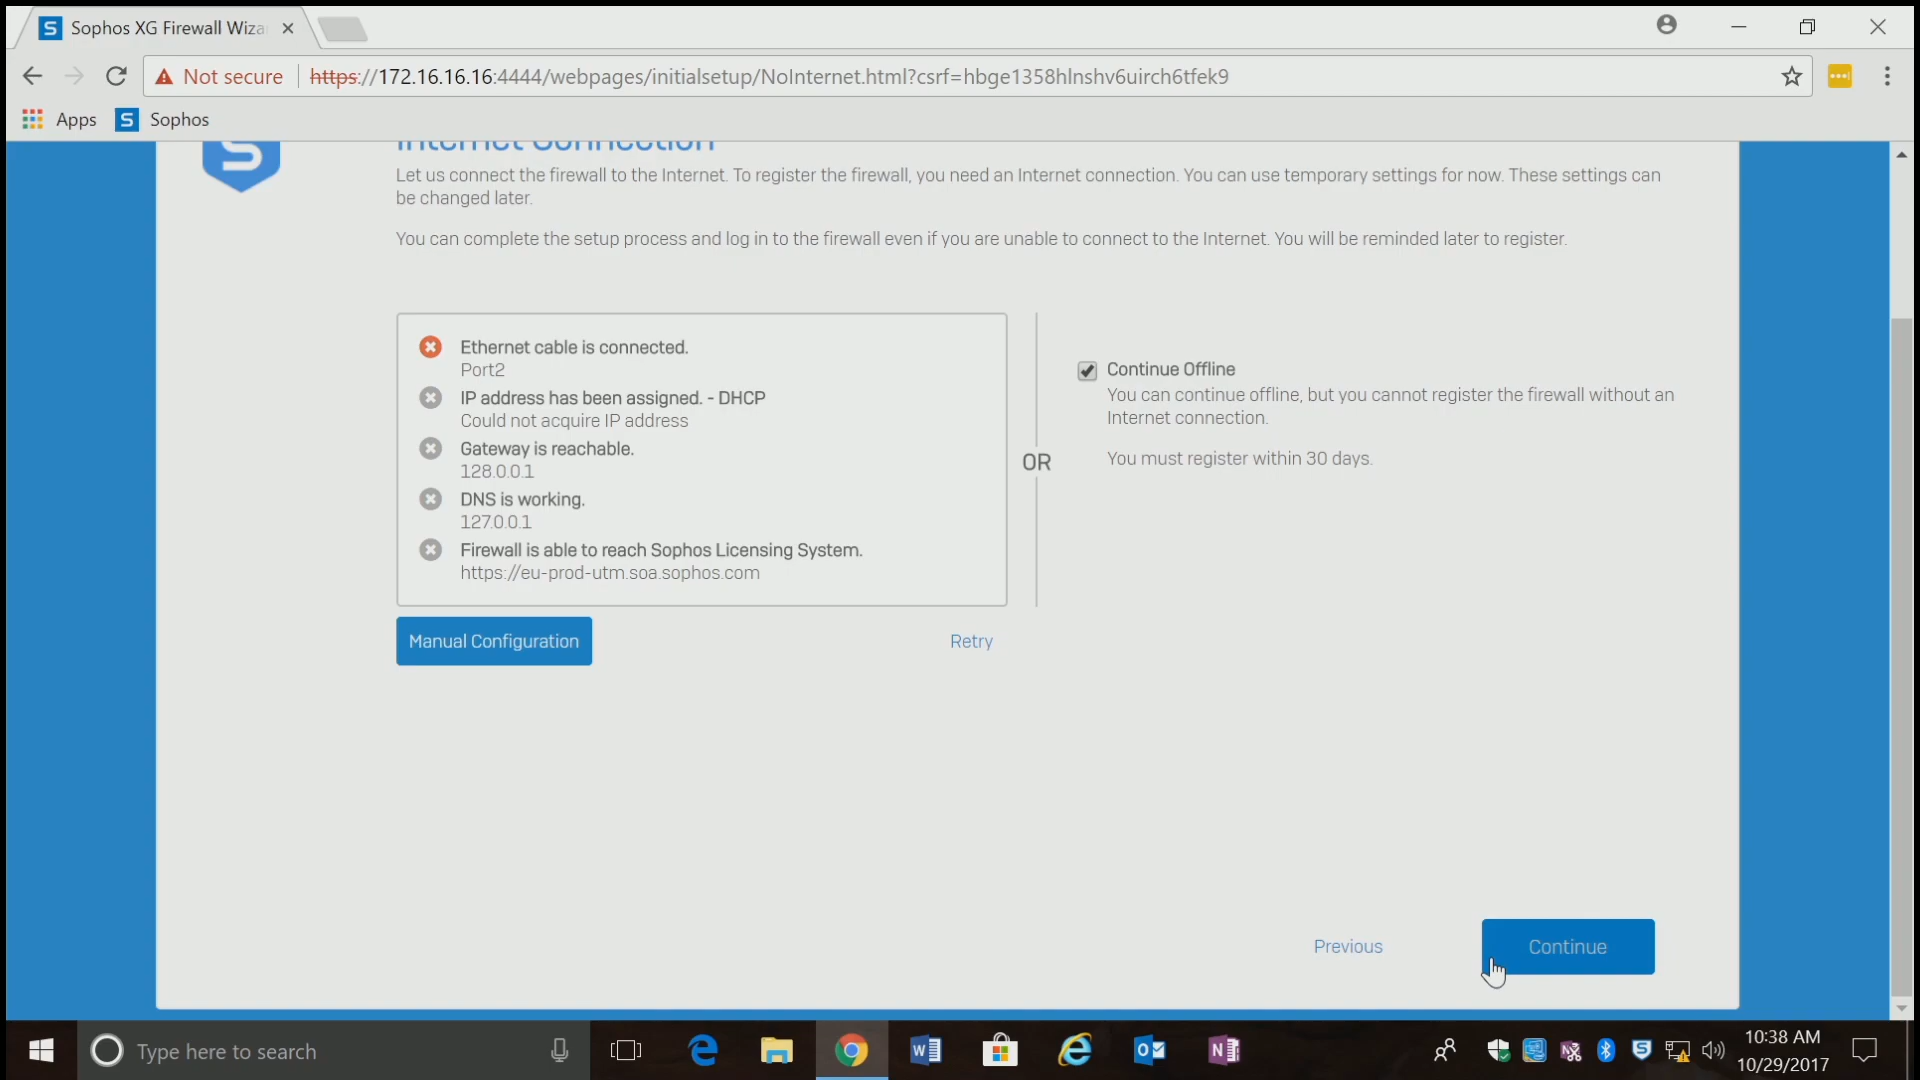 Sophos XG Firewall Wiza
Not secure
https://172.16.16.16:4444/webpages/initialsetup/NoInternet.html?csrf=hbge1358hlnshv6uirch6tfek9
Apps
Sophos
Internet Connection
Let us connect the firewall to the Internet. To register the firewall, you need an Internet connection. You can use temporary settings for now. These settings can
be changed later.
You can complete the setup process and log in to the firewall even if you are unable to connect to the Internet. You will be reminded later to register.
Ethernet cable is connected.
Port2
IP address has been assigned. - DHCP
Could not acquire IP address
Gateway is reachable.
128.0.0.1
DNS is working.
127.0.0.1
Firewall is able to reach Sophos Licensing System.
https://eu-prod-utm.soa.sophos.com
OR
Continue Offline
You can continue offline, but you cannot register the firewall without an
Internet connection.
You must register within 30 days.
Manual Configuration
Retry
Previous
Continue
Type here to search
10:38 AM
10/29/2017